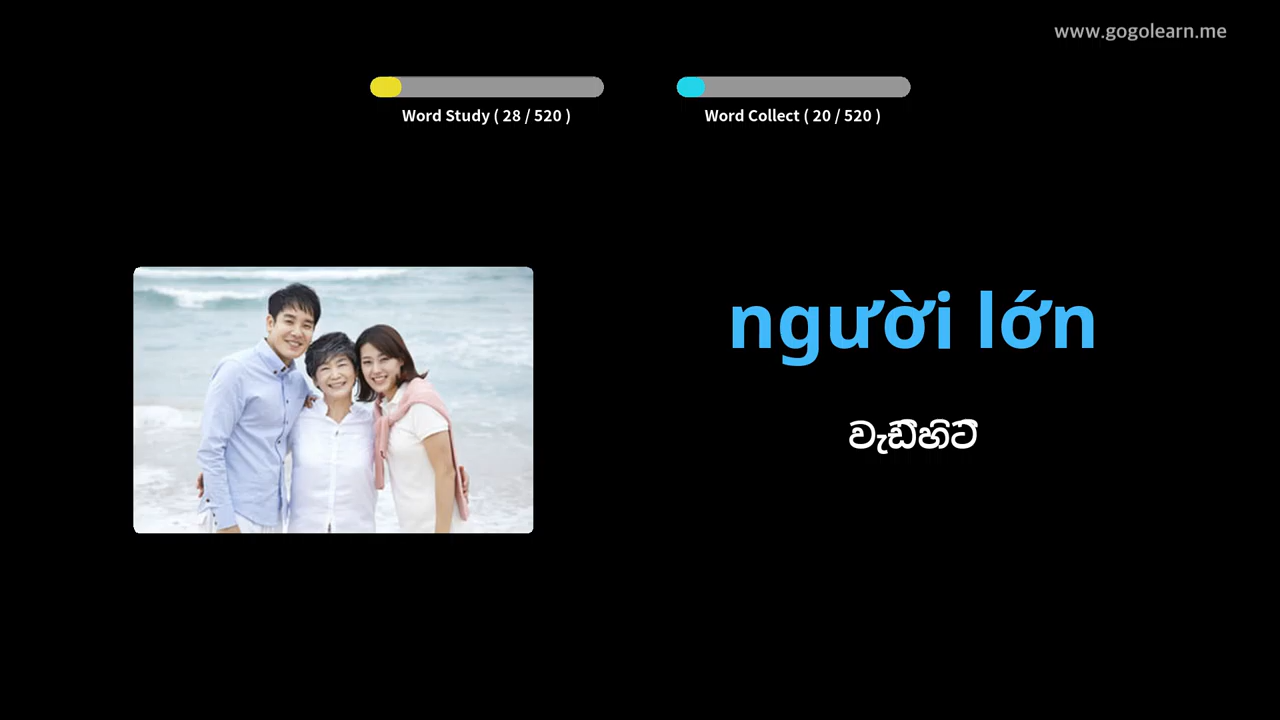 www.gogolearn.me
Word Study ( 28 / 520 )
Word Collect ( 20 / 520 )
người lớn
වැඩිහිටි